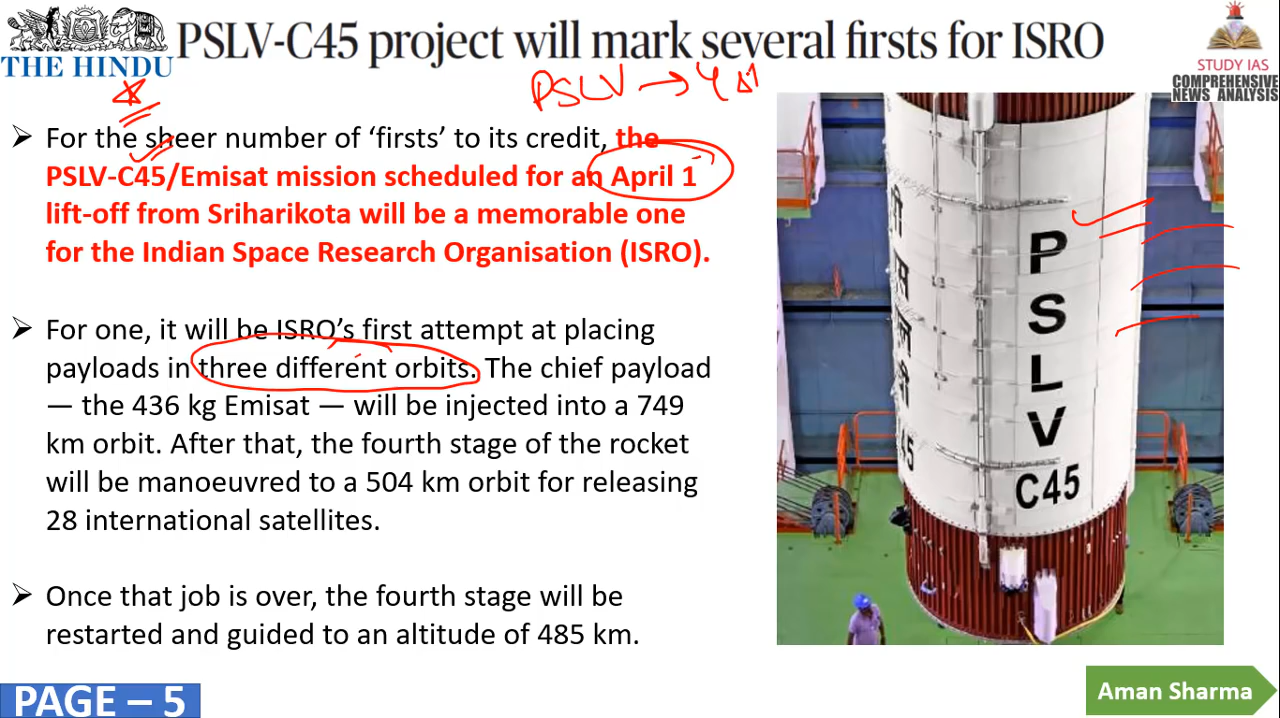 PSLV-C45 project will mark several firsts for ISRO
THE HINDU
STUDY IAS
COMPREHENSIVE
NEWS ANALYSIS
PSLV →
➢ For the sheer number of ‘firsts’ to its credit, the
PSLV-C45/Emisat mission scheduled for an April 1
lift-off from Sriharikota will be a memorable one
for the Indian Space Research Organisation (ISRO).
➢ For one, it will be ISRO’s first attempt at placing
payloads in three different orbits. The chief payload
— the 436 kg Emisat — will be injected into a 749
km orbit. After that, the fourth stage of the rocket
will be manoeuvred to a 504 km orbit for releasing
28 international satellites.
➢ Once that job is over, the fourth stage will be
restarted and guided to an altitude of 485 km.
P
S
L
V
C45
PAGE – 5
Aman Sharma